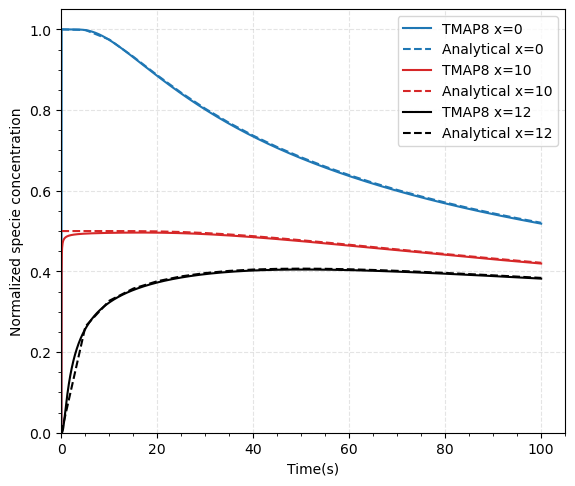 TMAP8 x=0
Analytical x=0
TMAP8 x=10
Analytical x=10
TMAP8 x=12
Analytical x=12
Normalized specie concentration
1.0
0.8
0.6
0.4
0.2
0.0
0 20 40 60 80 100
Time(s)